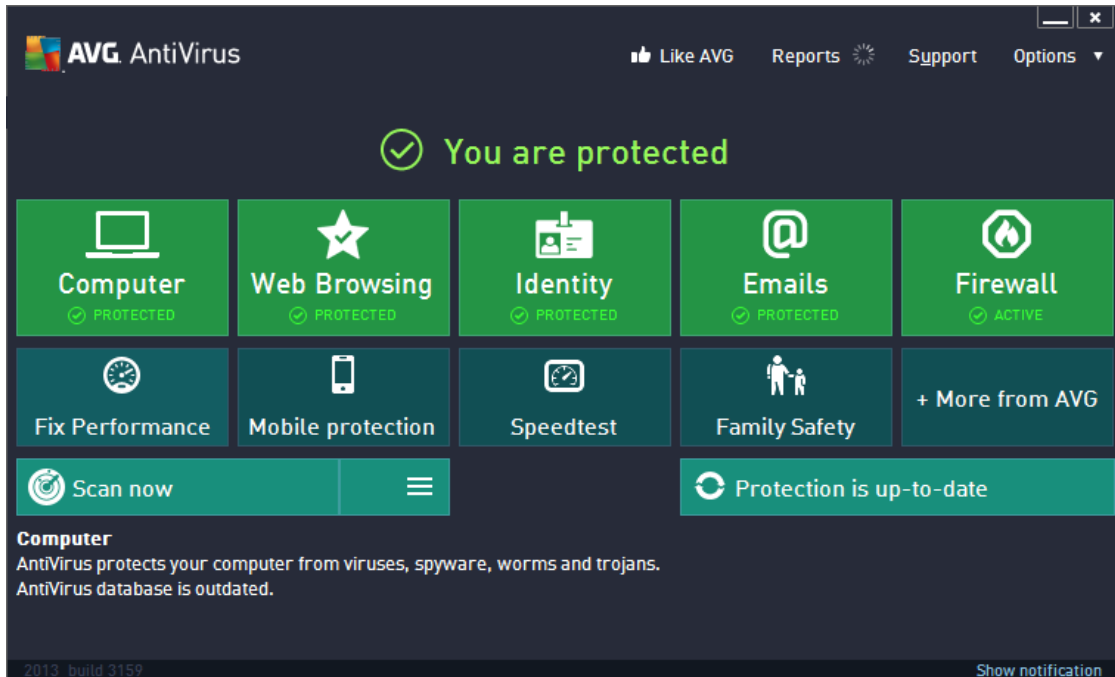 AVG. AntiVirus
Like AVG
Reports
Support
Options
You are protected
Computer
PROTECTED
Web Browsing
PROTECTED
Identity
PROTECTED
Emails
PROTECTED
Firewall
ACTIVE
Fix Performance
Mobile protection
Speedtest
Family Safety
+ More from AVG
Scan now
Protection is up-to-date
Computer
AntiVirus protects your computer from viruses, spyware, worms and trojans.
AntiVirus database is outdated.
2013 build 3159
Show notification